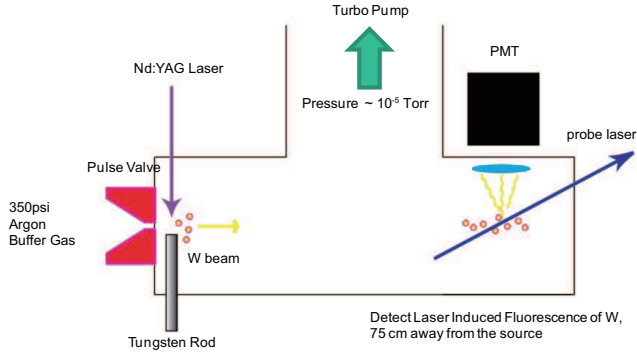 Turbo Pump
Nd:YAG Laser
PMT
Pressure ~ 10⁻⁵ Torr
probe laser
Pulse Valve
350psi
Argon
Buffer Gas
W beam
Detect Laser Induced Fluorescence of W,
75 cm away from the source
Tungsten Rod